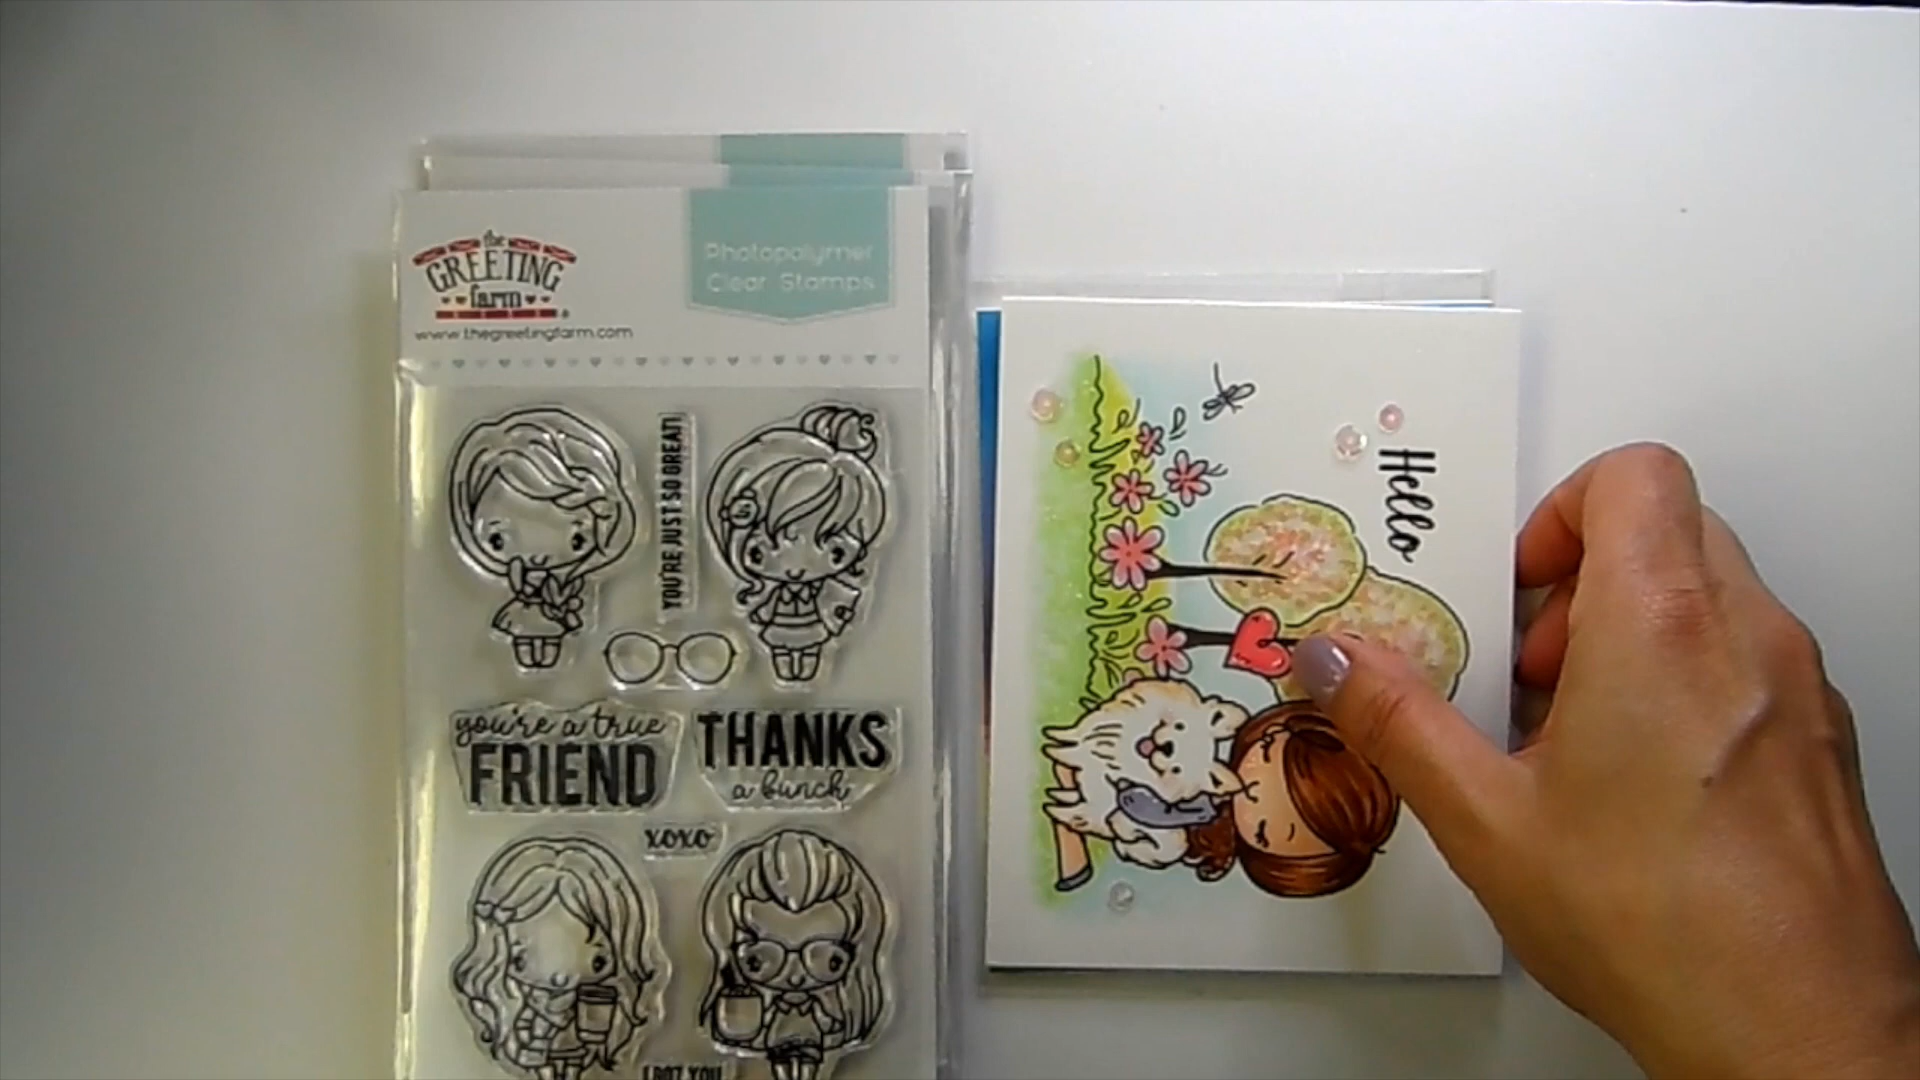 the
GREETING
farm
www.thegreetingfarm.com
Photopolymer
Clear Stamps
YOU'RE JUST SO GREAT!
you're a true
FRIEND
THANKS
a bunch
xoxo
Hello